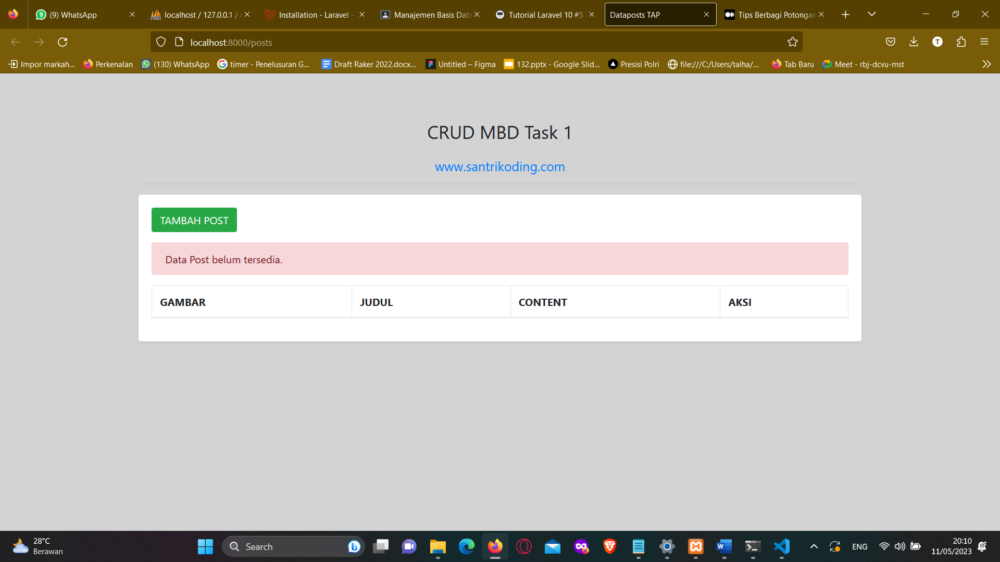 (9) WhatsApp
localhost / 127.0.0.1 /
Installation - Laravel -
Manajemen Basis Data
Tutorial Laravel 10 #5
Dataposts TAP
Tips Berbagi Potongan
localhost:8000/posts
Impor markah...
Perkenalan
(130) WhatsApp
timer - Penelusuran G...
Draft Raker 2022.docx...
Untitled – Figma
132.pptx - Google Slid...
Presisi Polri
file:///C:/Users/talha/...
Tab Baru
Meet - rbj-dcvu-mst
CRUD MBD Task 1
www.santrikoding.com
TAMBAH POST
Data Post belum tersedia.
GAMBAR JUDUL CONTENT AKSI
28°C
Berawan
Search
ENG
20:10
11/05/2023